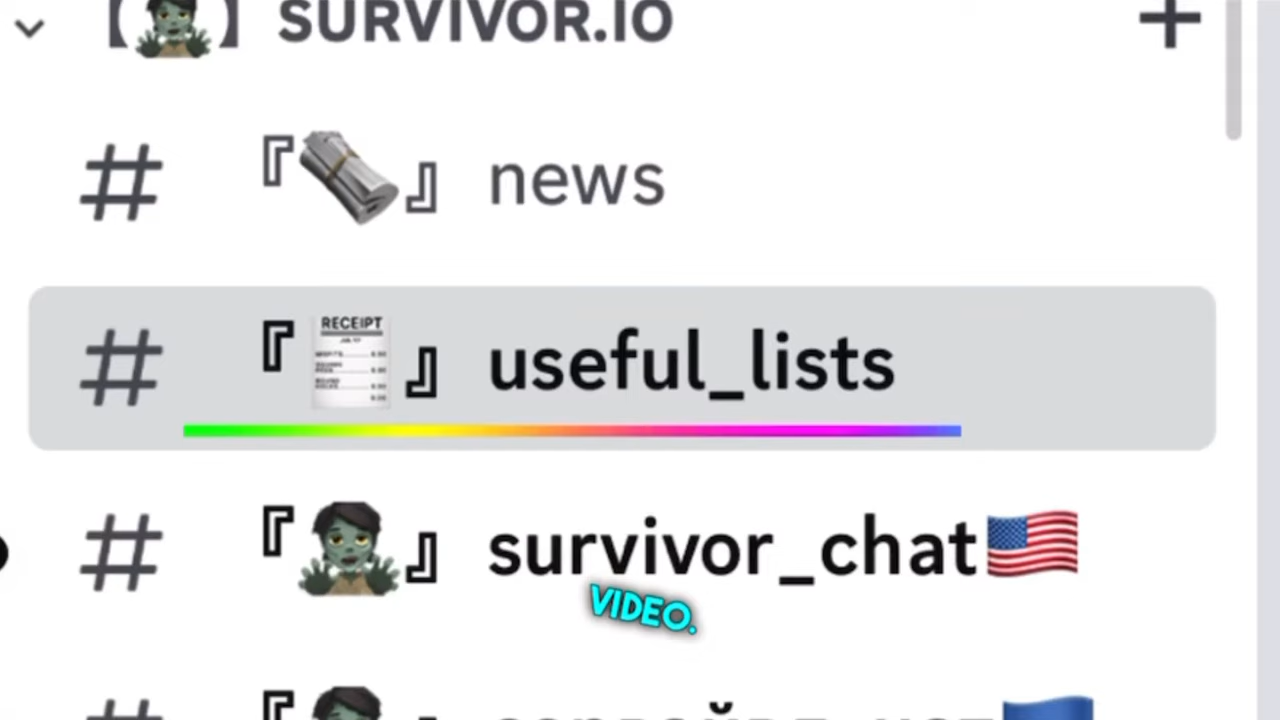 【🧟】 SURVIVOR.IO +
# 『🗞️』 news
# 『🧾』 useful_lists
RECEIPT
# 『🧟』 survivor_chat🇺🇸
VIDEO.